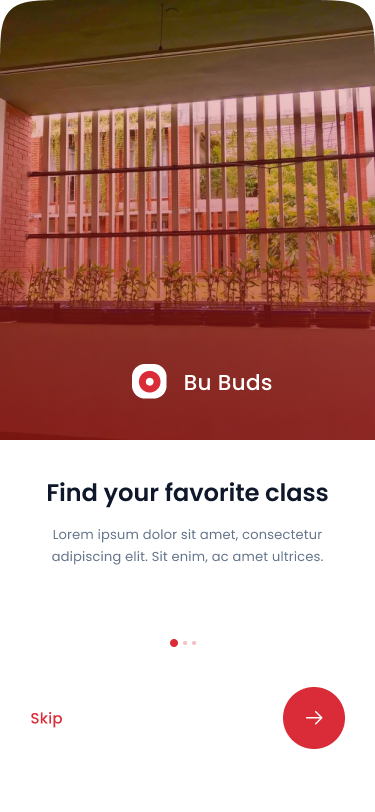 Bu Buds
Find your favorite class
Lorem ipsum dolor sit amet, consectetur
adipiscing elit. Sit enim, ac amet ultrices.
Skip